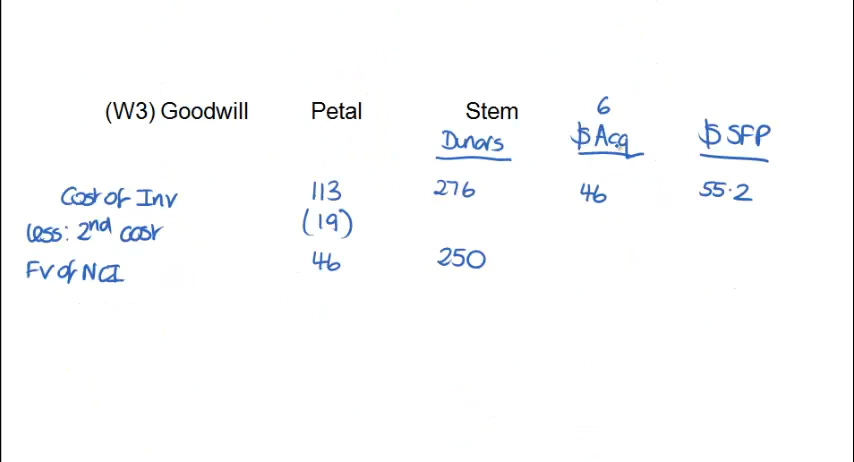 6
(W3) Goodwill Petal Stem
Dinars $ Acq $ SFP
Cost of Inv 113 276 46 55.2
Less: 2nd cost (19)
FV of NCI 46 250